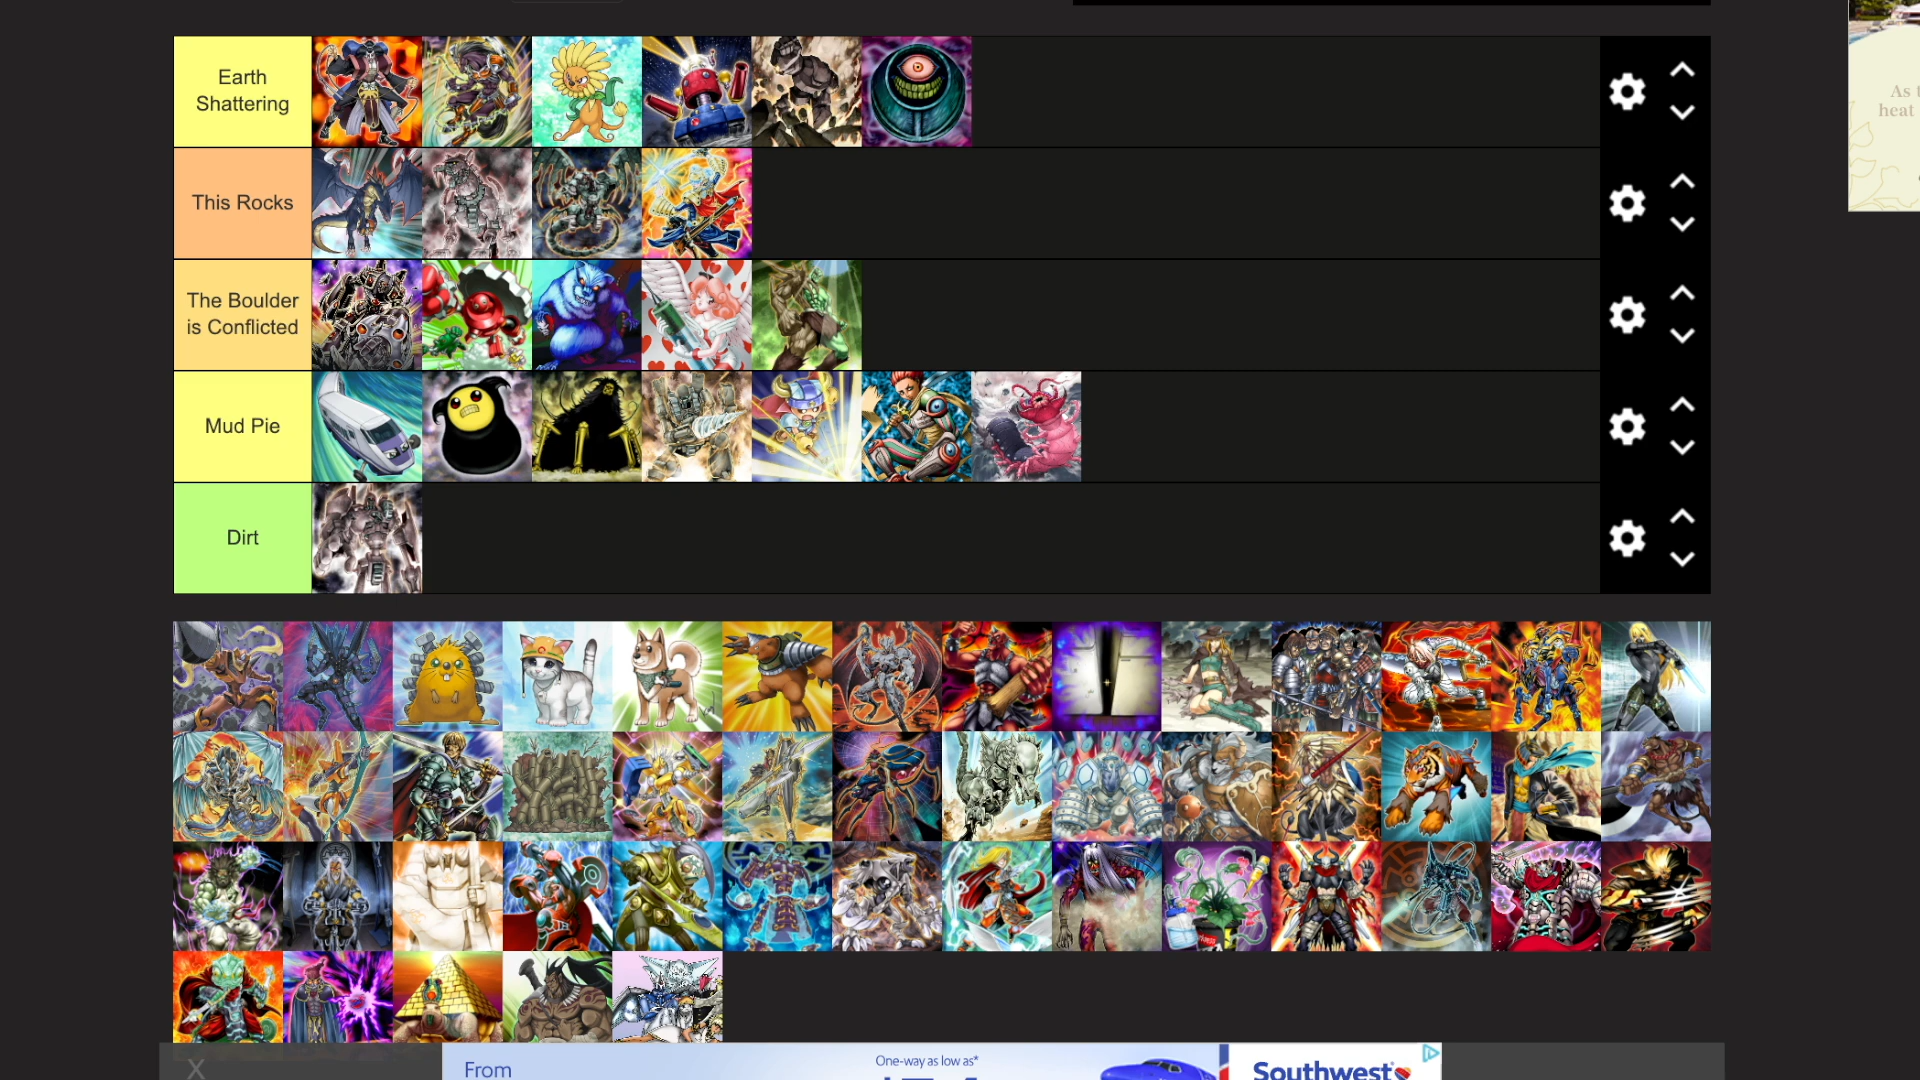 Earth
Shattering
This Rocks
The Boulder
is Conflicted
Mud Pie
Dirt
As t
heat
X
From
One-way as low as*
Southwest